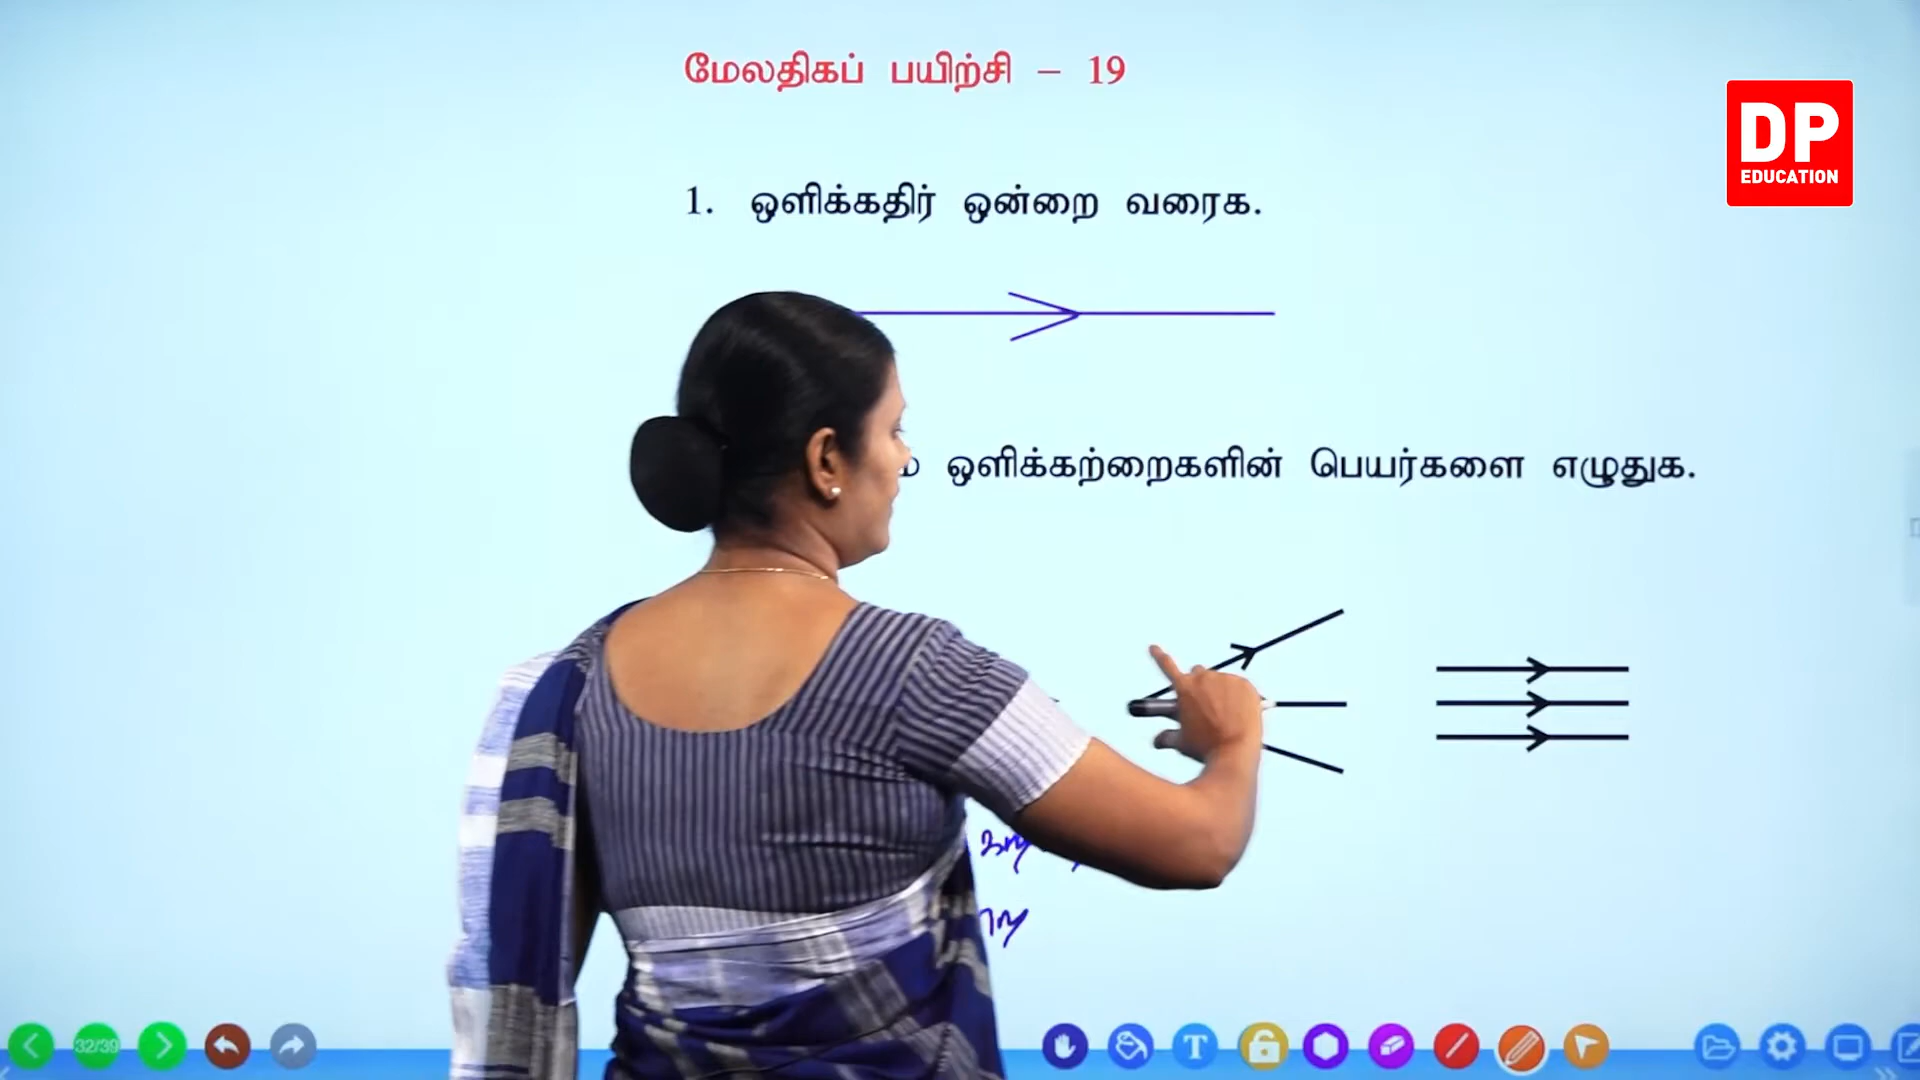 மேலதிகப் பயிற்சி – 19
DP
EDUCATION
1. ஒளிக்கதிர் ஒன்றை வரைக.
ஒளிக்கற்றைகளின் பெயர்களை எழுதுக.
32/39
T